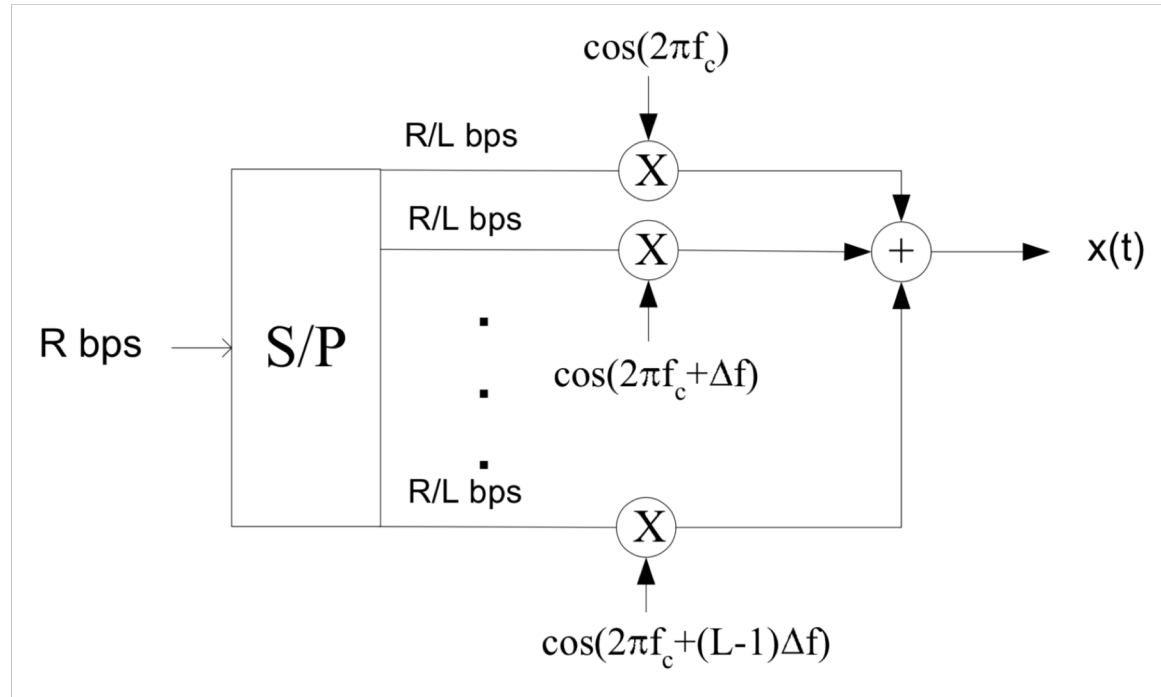 cos(2πf_c)
R/L bps
X
R/L bps
X
+
x(t)
R bps
S/P
cos(2πf_c+Δf)
R/L bps
X
cos(2πf_c+(L-1)Δf)